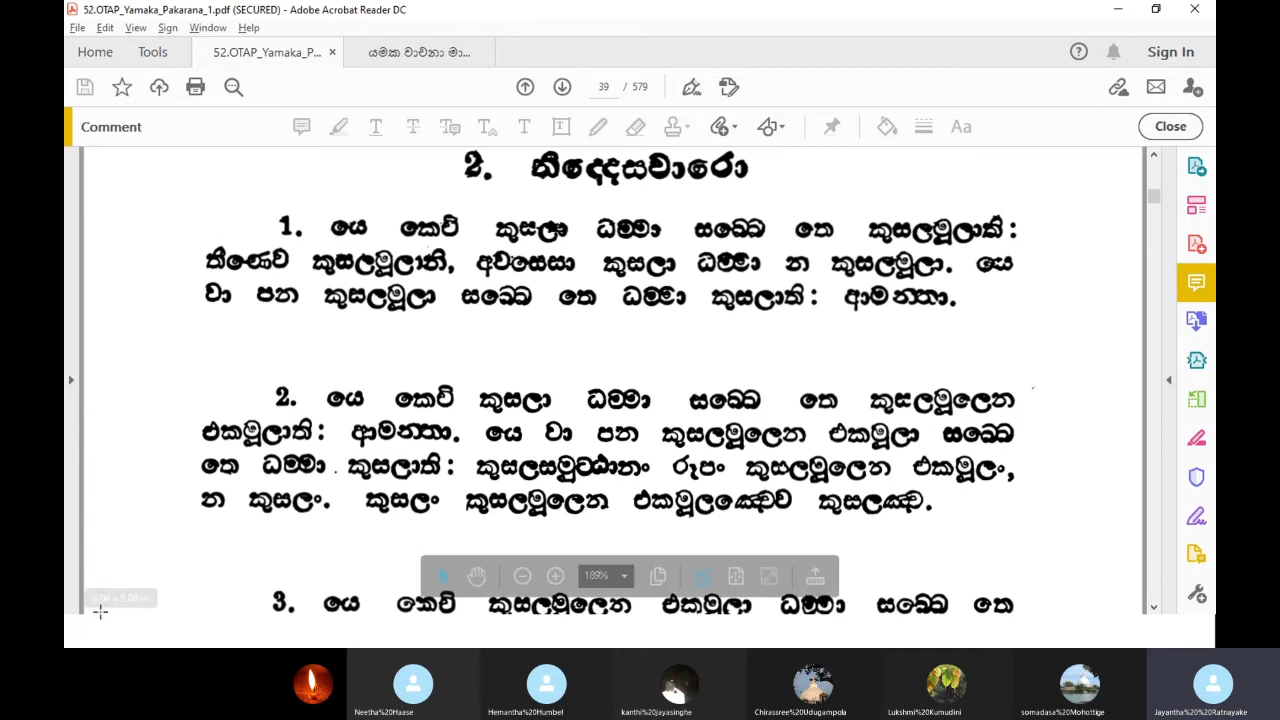 52.OTAP_Yamaka_Pakarana_1.pdf (SECURED) - Adobe Acrobat Reader DC
File Edit View Sign Window Help
Home Tools 52.OTAP_Yamaka_P... × යමක වාචනා මා... Sign In
39 / 579
Comment Close
2. නිද්දෙසවාරො
1. යෙ කෙචි කුසලා ධම්මා සබ්බෙ තෙ කුසලමූලාති:
තීණෙව කුසලමූලානි, අවසෙසා කුසලා ධම්මා න කුසලමූලා. යෙ
වා පන කුසලමූලා සබ්බෙ තෙ ධම්මා කුසලාති: ආමන්තා.
2. යෙ කෙචි කුසලා ධම්මා සබ්බෙ තෙ කුසලමූලෙන
එකමූලාති: ආමන්තා. යෙ වා පන කුසලමූලෙන එකමූලා සබ්බෙ
තෙ ධම්මා කුසලාති: කුසලසමුට්ඨානං රූපං කුසලමූලෙන එකමූලං,
න කුසලං. කුසලං කුසලමූලෙන එකමූලඤ්චෙව කුසලඤ්ච.
189%
3. යෙ කෙචි කුසලමූලෙන එකමූලා ධම්මා සබ්බෙ තෙ
Neetha%20Haase Hemantha%20Humbel kanthi%20jayasinghe Chirassree%20Udugampola Lukshmi%20Kumudini somadasa%20Mohottige Jayantha%20%20Ratnayake